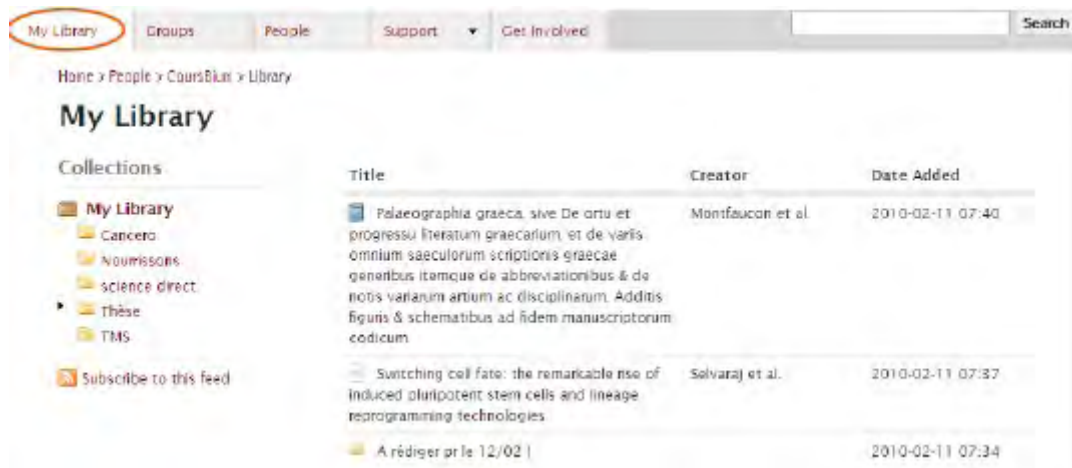 My Library Groups People Support Get Involved Search
Home > People > CoursBium > Library
My Library
Collections
My Library
Cancero
Nourrissons
science direct
Thèse
TMS
Subscribe to this feed
Title Creator Date Added
Palaeographia graeca, sive De ortu et Montfaucon et al. 2010-02-11 07:40
progressu literatum graecarium, et de variis
omnium saeculorum scriptionis graecae
generibus itemque de abbreviationibus & de
notis variarum artium ac disciplinarum. Additis
figuris & schematibus ad fidem manuscriptorum
codicum
Switching cell fate: the remarkable rise of Selvaraj et al. 2010-02-11 07:37
induced pluripotent stem cells and lineage
reprogramming technologies
A rédiger pr le 12/02 ! 2010-02-11 07:34